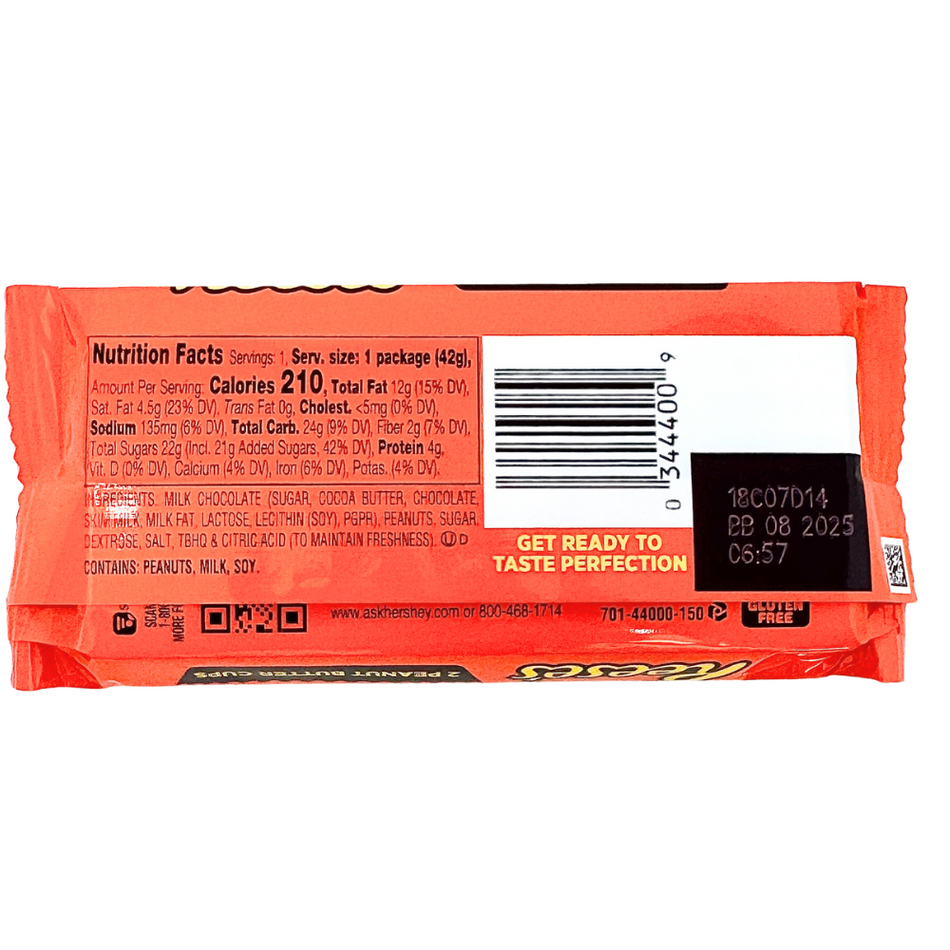 Nutrition Facts Servings: 1, Serv. size: 1 package (42g),
Amount Per Serving: Calories 210, Total Fat 12g (15% DV),
Sat. Fat 4.5g (23% DV), Trans Fat 0g, Cholest. <5mg (0% DV),
Sodium 135mg (6% DV), Total Carb. 24g (9% DV), Fiber 2g (7% DV),
Total Sugars 22g (Incl. 21g Added Sugars, 42% DV), Protein 4g,
Vit. D (0% DV), Calcium (4% DV), Iron (6% DV), Potas. (4% DV).
INGREDIENTS: MILK CHOCOLATE (SUGAR, COCOA BUTTER, CHOCOLATE,
SKIM MILK, MILK FAT, LACTOSE, LECITHIN (SOY), PGPR), PEANUTS, SUGAR,
DEXTROSE, SALT, TBHQ & CITRIC ACID (TO MAINTAIN FRESHNESS). U D
CONTAINS: PEANUTS, MILK, SOY.
0 344400 9
GET READY TO
TASTE PERFECTION
18C07D14
BB 08 2025
06:57
SCAN
1-800
MORE
www.askhershey.com or 800-468-1714
701-44000-150
GLUTEN
FREE
2 PEANUT BUTTER CUPS
Reese's